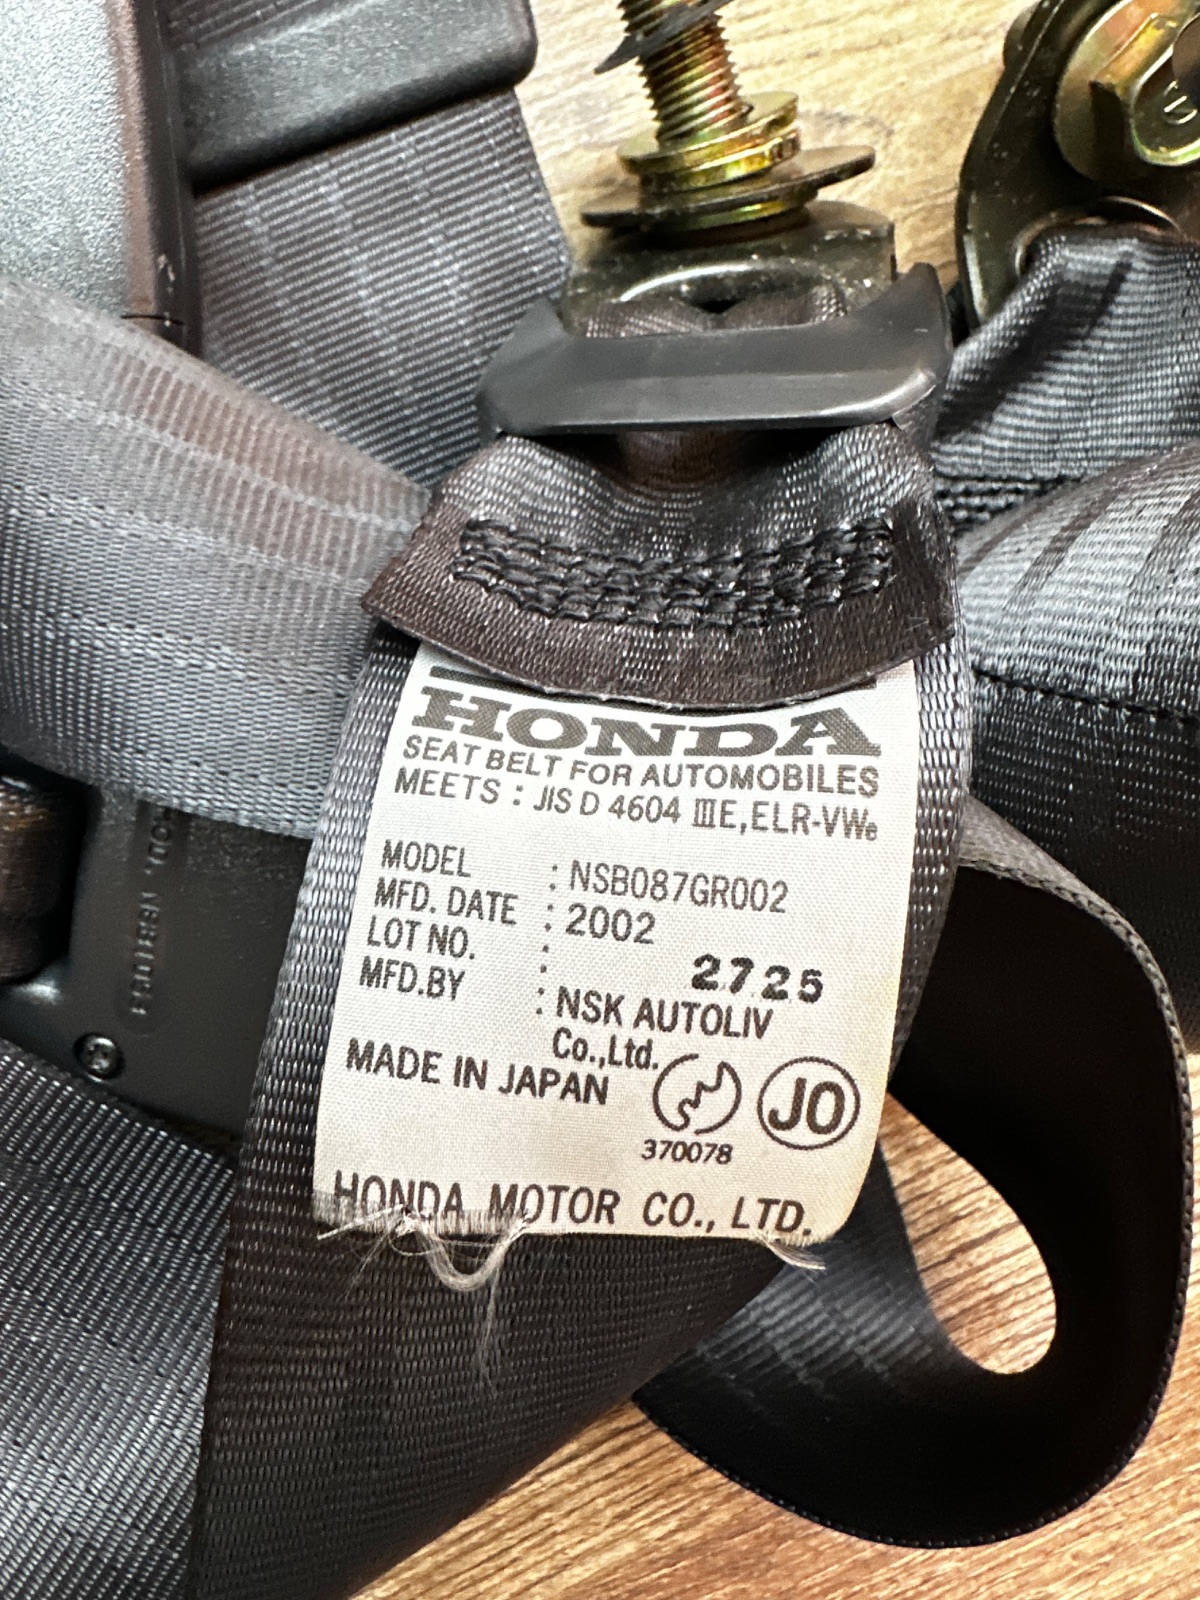 HONDA
SEAT BELT FOR AUTOMOBILES
MEETS : JIS D 4604 ⅢE,ELR-VWe
MODEL : NSB087GR002
MFD. DATE : 2002
LOT NO. : 2725
MFD.BY : NSK AUTOLIV
Co.,Ltd.
MADE IN JAPAN
JO
370078
HONDA MOTOR CO., LTD.